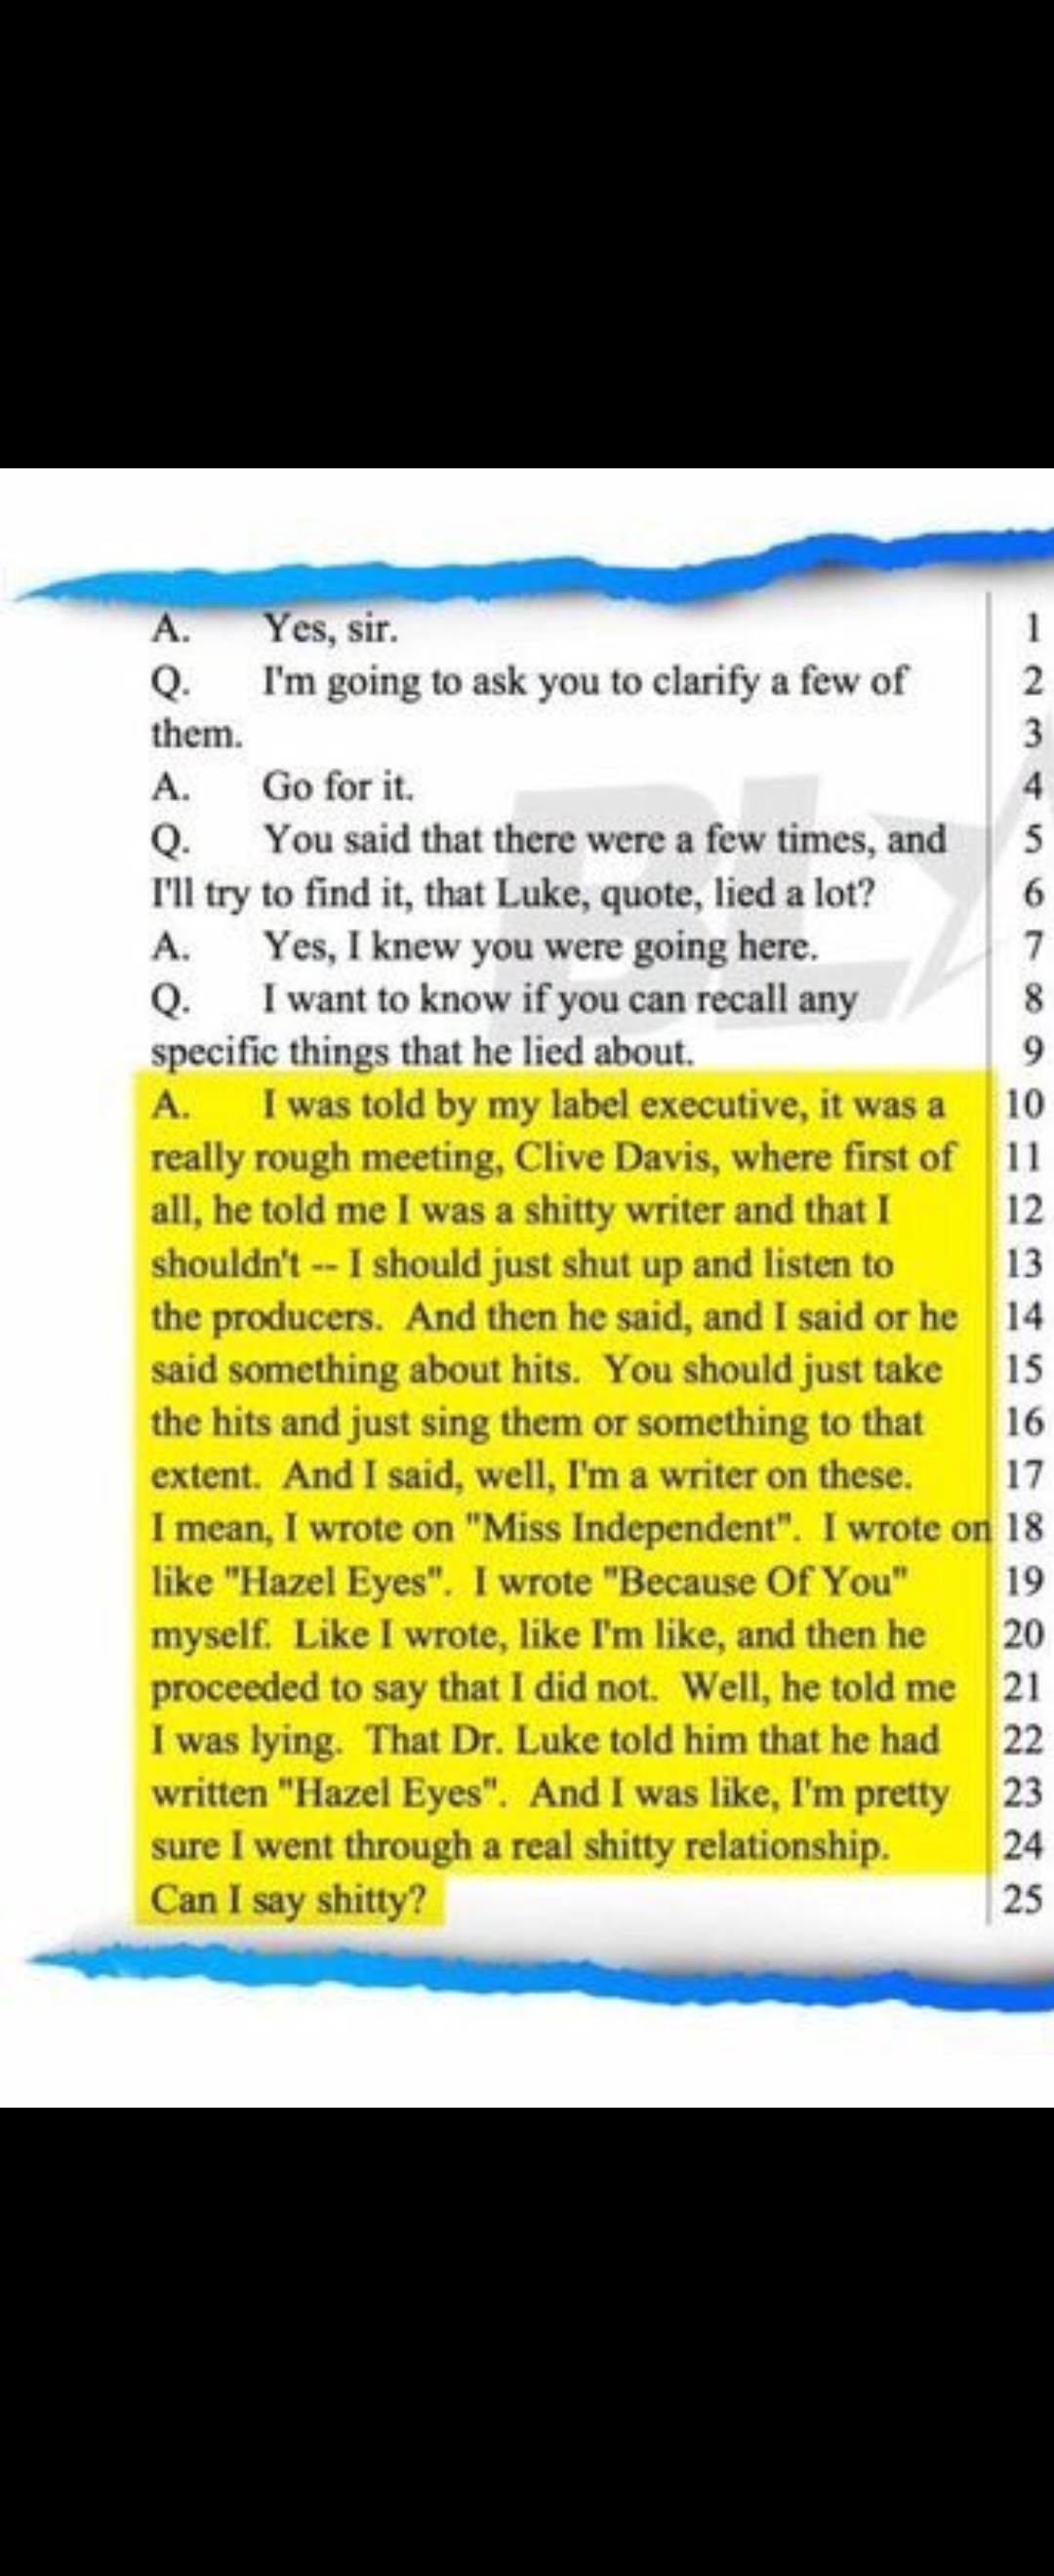 A. Yes, sir. 1
Q. I'm going to ask you to clarify a few of 2
them. 3
A. Go for it. 4
Q. You said that there were a few times, and 5
I'll try to find it, that Luke, quote, lied a lot? 6
A. Yes, I knew you were going here. 7
Q. I want to know if you can recall any 8
specific things that he lied about. 9
A. I was told by my label executive, it was a 10
really rough meeting, Clive Davis, where first of 11
all, he told me I was a shitty writer and that I 12
shouldn't -- I should just shut up and listen to 13
the producers. And then he said, and I said or he 14
said something about hits. You should just take 15
the hits and just sing them or something to that 16
extent. And I said, well, I'm a writer on these. 17
I mean, I wrote on "Miss Independent". I wrote on 18
like "Hazel Eyes". I wrote "Because Of You" 19
myself. Like I wrote, like I'm like, and then he 20
proceeded to say that I did not. Well, he told me 21
I was lying. That Dr. Luke told him that he had 22
written "Hazel Eyes". And I was like, I'm pretty 23
sure I went through a real shitty relationship. 24
Can I say shitty? 25
BL